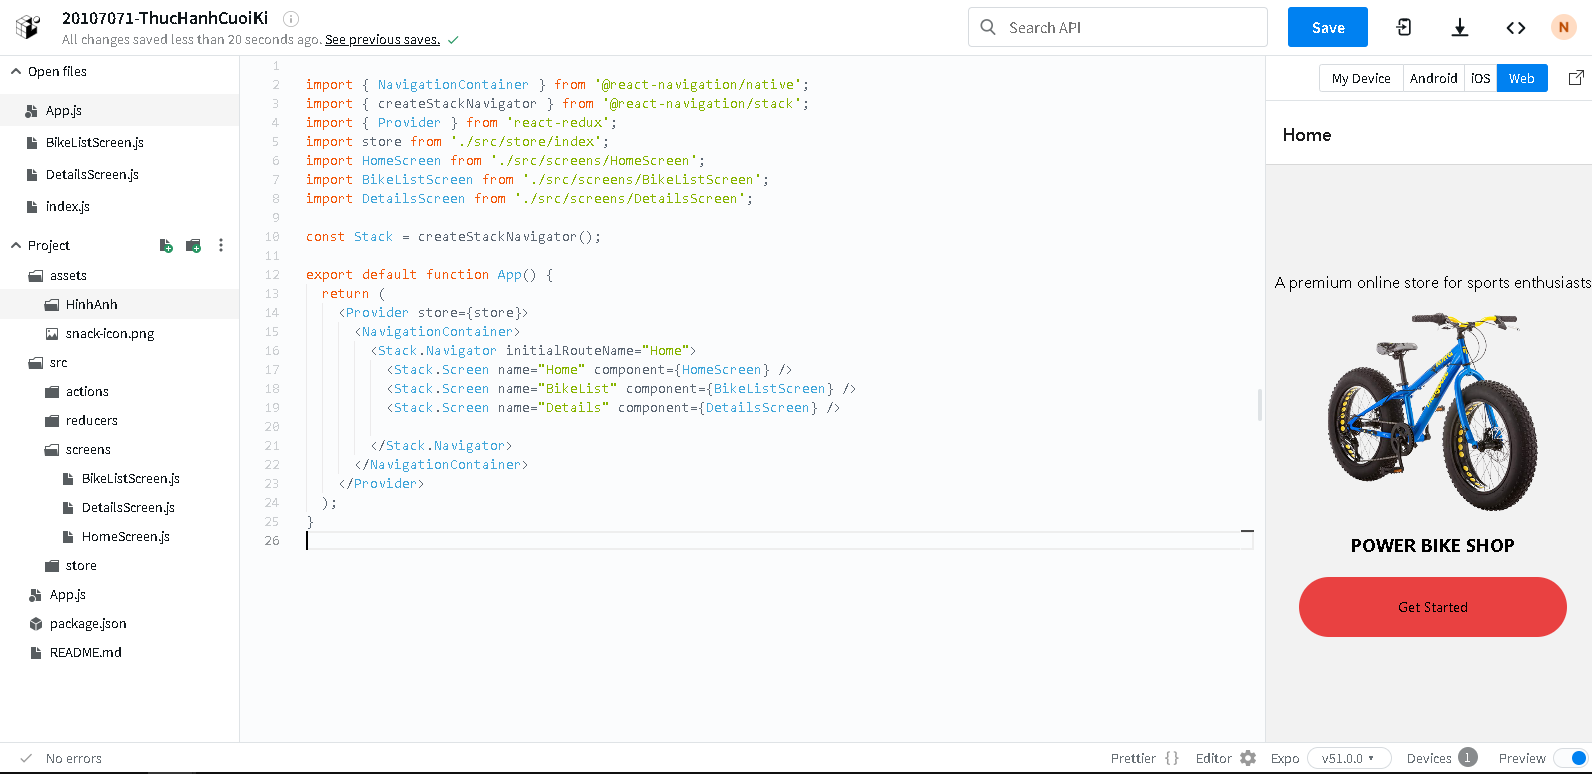 20107071-ThucHanhCuoiKi
All changes saved less than 20 seconds ago. See previous saves.
Search API
Save
N
Open files
App.js
BikeListScreen.js
DetailsScreen.js
index.js
Project
assets
HinhAnh
snack-icon.png
src
actions
reducers
screens
BikeListScreen.js
DetailsScreen.js
HomeScreen.js
store
App.js
package.json
README.md
1
2 import { NavigationContainer } from '@react-navigation/native';
3 import { createStackNavigator } from '@react-navigation/stack';
4 import { Provider } from 'react-redux';
5 import store from './src/store/index';
6 import HomeScreen from './src/screens/HomeScreen';
7 import BikeListScreen from './src/screens/BikeListScreen';
8 import DetailsScreen from './src/screens/DetailsScreen';
9
10 const Stack = createStackNavigator();
11
12 export default function App() {
13 return (
14 <Provider store={store}>
15 <NavigationContainer>
16 <Stack.Navigator initialRouteName="Home">
17 <Stack.Screen name="Home" component={HomeScreen} />
18 <Stack.Screen name="BikeList" component={BikeListScreen} />
19 <Stack.Screen name="Details" component={DetailsScreen} />
20
21 </Stack.Navigator>
22 </NavigationContainer>
23 </Provider>
24 );
25 }
26
My Device Android iOS Web
Home
A premium online store for sports enthusiasts
POWER BIKE SHOP
Get Started
No errors
Prettier {} Editor Expo v51.0.0 Devices 1 Preview